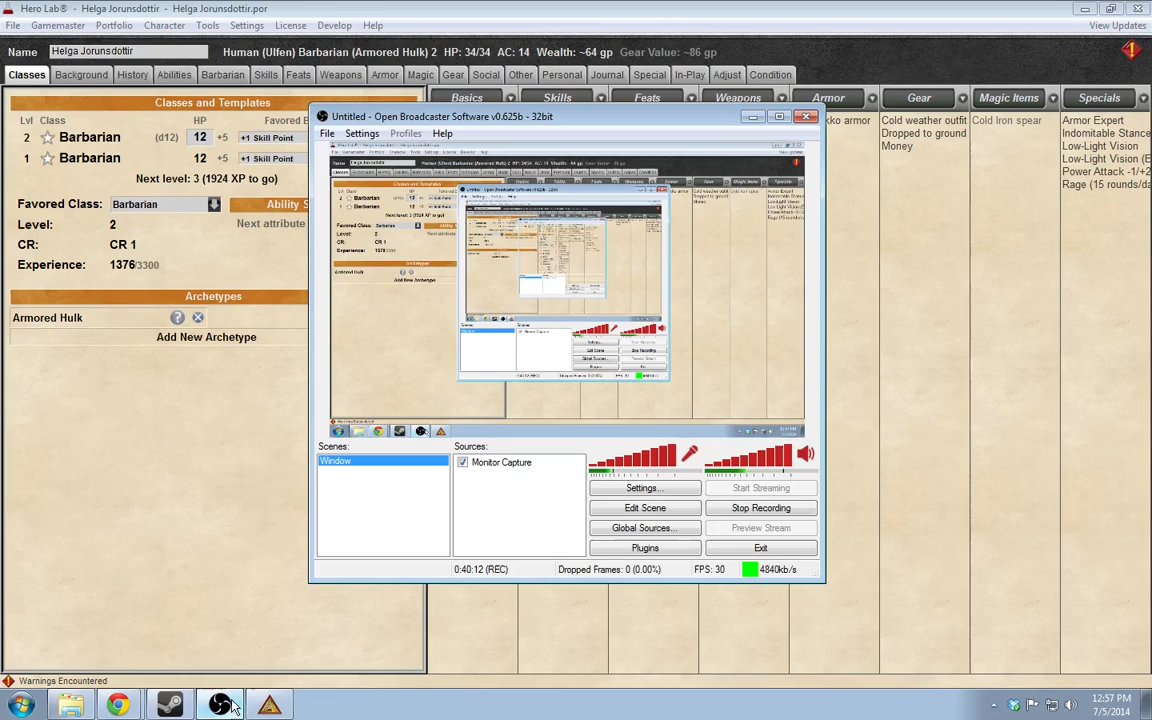 Hero Lab® - Helga Jorunsdottir - Helga Jorunsdottir.por
File Gamemaster Portfolio Character Tools Settings License Develop Help View Updates
Name Helga Jorunsdottir Human (Ulfen) Barbarian (Armored Hulk) 2 HP: 34/34 AC: 14 Wealth: ~64 gp Gear Value: ~86 gp
Classes Background History Abilities Barbarian Skills Feats Weapons Armor Magic Gear Social Other Personal Journal Special In-Play Adjust Condition
Classes and Templates
Basics Skills Feats Weapons Armor Gear Magic Items Specials
Lvl Class HP Favored
2 Barbarian (d12) 12 +5 +1 Skill Point
1 Barbarian 12 +5 +1 Skill Point
Next level: 3 (1924 XP to go)
Favored Class: Barbarian Ability
Level: 2 Next attribute
CR: CR 1
Experience: 1376/3300
Archetypes
Armored Hulk
Add New Archetype
armor
Cold weather outfit
Dropped to ground
Money
Cold Iron spear
Armor Expert
Indomitable Stance
Low-Light Vision
Low-Light Vision (E
Power Attack -1/+2
Rage (15 rounds/da
Untitled - Open Broadcaster Software v0.625b - 32bit
File Settings Profiles Help
Scenes: Sources:
Window
Monitor Capture
Settings... Start Streaming
Edit Scene Stop Recording
Global Sources... Preview Stream
Plugins Exit
0:40:12 (REC) Dropped Frames: 0 (0.00%) FPS: 30 4840kb/s
Warnings Encountered
12:57 PM
7/5/2014